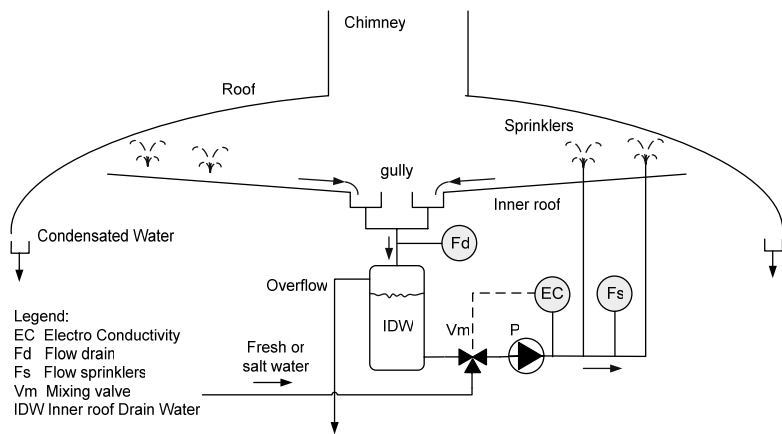 Chimney
Roof
Sprinklers
gully
Inner roof
Condensated Water
Fd
Overflow
IDW
Vm
P
EC
Fs
Fresh or
salt water
Legend:
EC Electro Conductivity
Fd Flow drain
Fs Flow sprinklers
Vm Mixing valve
IDW Inner roof Drain Water